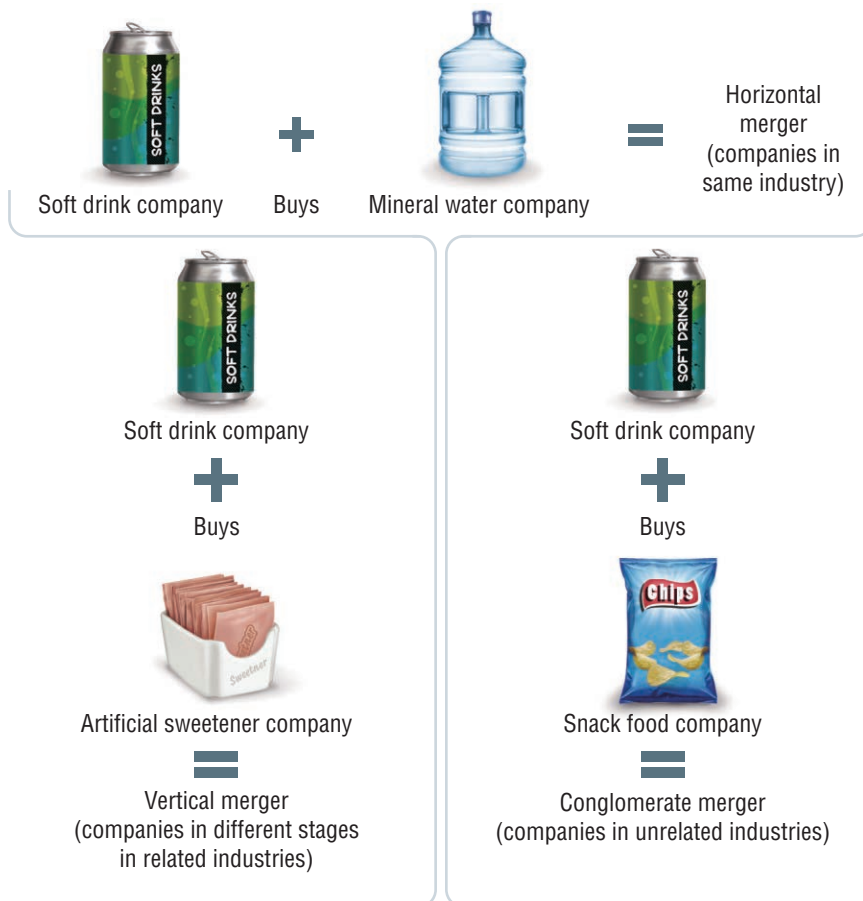 SOFT DRINKS
Horizontal
merger
(companies in
same industry)
Soft drink company
Buys
Mineral water company
SOFT DRINKS
Soft drink company
Buys
Sweetener
Artificial sweetener company
Vertical merger
(companies in different stages
in related industries)
SOFT DRINKS
Soft drink company
Buys
Chips
Snack food company
Conglomerate merger
(companies in unrelated industries)